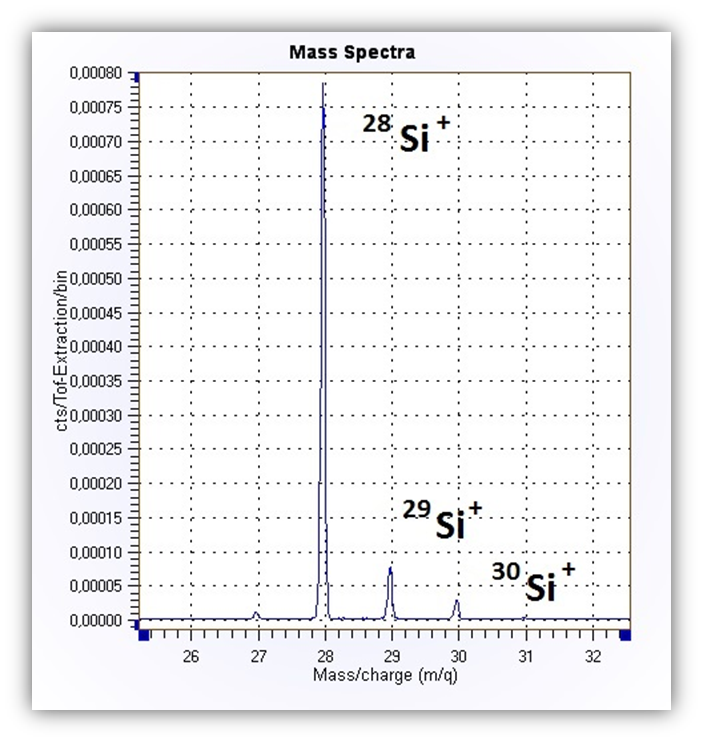 Mass Spectra
cts/Tof-Extraction/bin
0,00080
0,00075
0,00070
0,00065
0,00060
0,00055
0,00050
0,00045
0,00040
0,00035
0,00030
0,00025
0,00020
0,00015
0,00010
0,00005
0,00000
28Si+
29Si+
30Si+
26 27 28 29 30 31 32
Mass/charge (m/q)